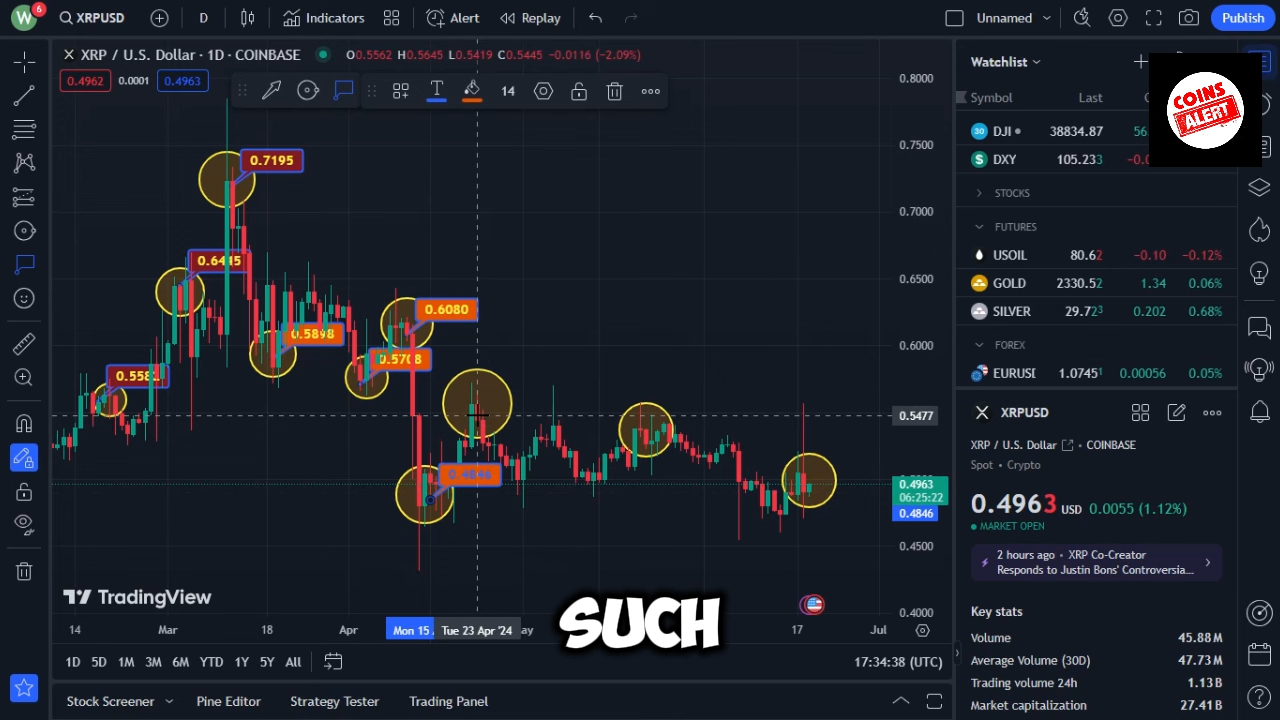 W 6
XRPUSD
D
Indicators
Alert
Replay
Unnamed
Publish
XRP / U.S. Dollar · 1D · COINBASE
O0.5562 H0.5645 L0.5419 C0.5445 -0.0116 (-2.09%)
0.4962 0.0001 0.4963
T
14
0.7195
0.5898
0.5708
0.6080
0.8000
0.7500
0.7000
0.6500
0.6000
0.5477
0.4963
06:25:22
0.4846
0.4500
0.4000
TradingView
14 Mar 18 Apr Mon 15 Tue 23 Apr '24 17 Jul
SUCH
1D 5D 1M 3M 6M YTD 1Y 5Y All
17:34:38 (UTC)
Stock Screener Pine Editor Strategy Tester Trading Panel
Watchlist
COINS
ALERT
Symbol Last
30 DJI 38834.87
$ DXY 105.233
STOCKS
FUTURES
USOIL 80.62 -0.10 -0.12%
GOLD 2330.52 1.34 0.06%
SILVER 29.723 0.202 0.68%
FOREX
EURUSI 1.07451 0.00056 0.05%
XRPUSD
XRP / U.S. Dollar COINBASE
Spot • Crypto
0.4963 USD 0.0055 (1.12%)
MARKET OPEN
2 hours ago • XRP Co-Creator
Responds to Justin Bons' Controversia...
Key stats
Volume 45.88M
Average Volume (30D) 47.73M
Trading volume 24h 1.13B
Market capitalization 27.41B